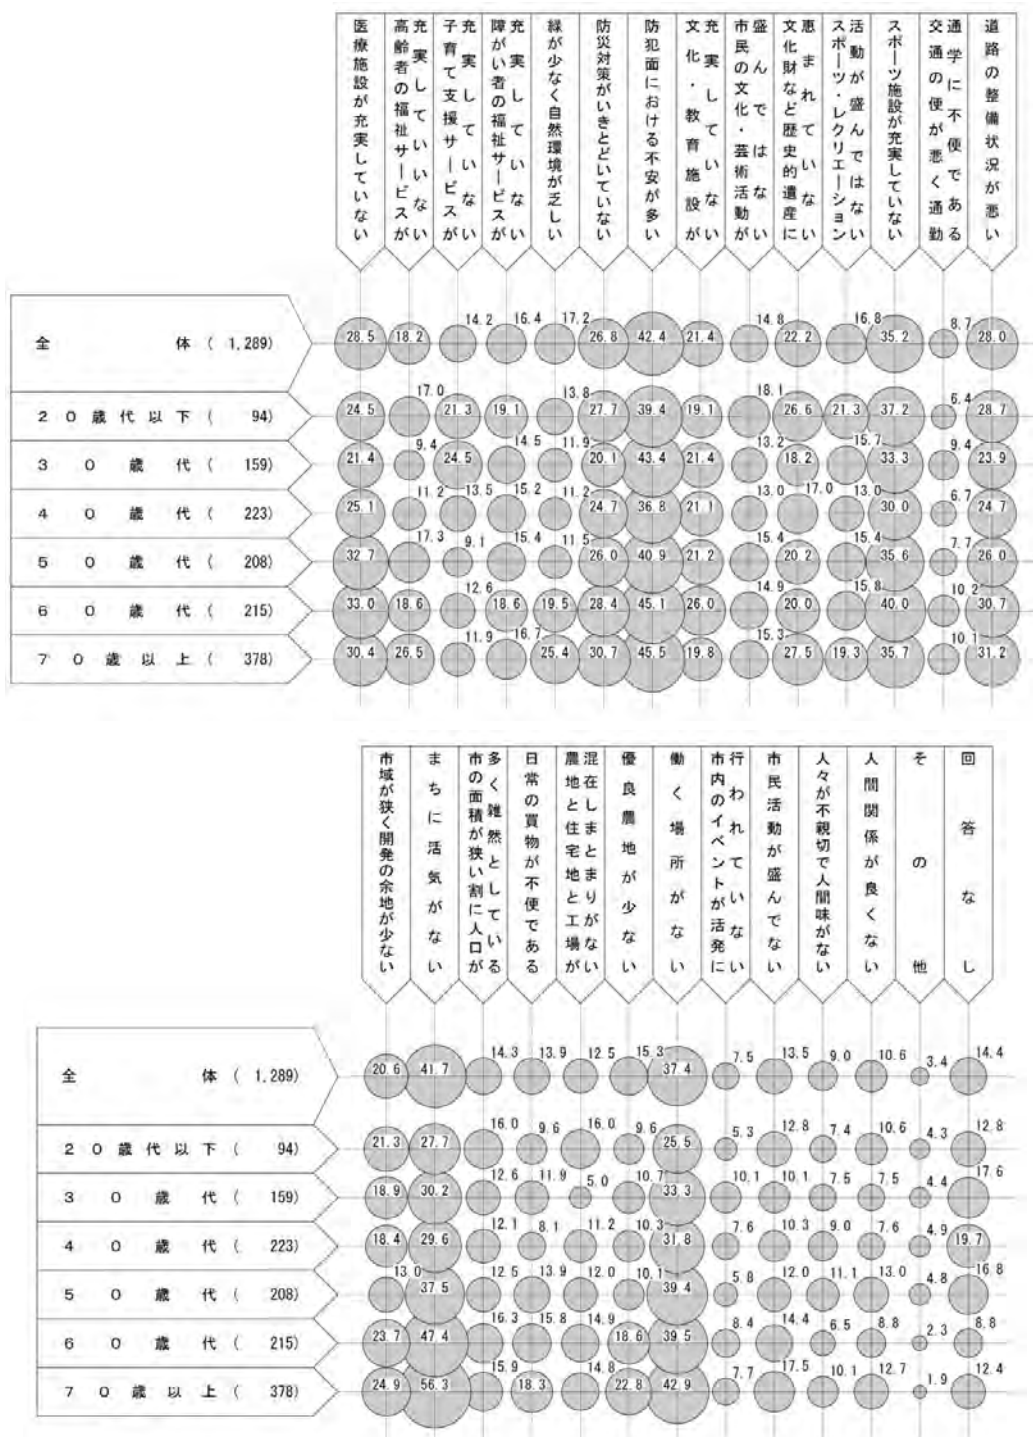 医療施設が充実していない
高齢者の福祉サービスが
充実していない
子育て支援サービスが
充実していない
障がい者の福祉サービスが
充実していない
緑が少なく自然環境が乏しい
防災対策がいきとどいていない
防犯面における不安が多い
文化・教育施設が
充実していない
市民の文化・芸術活動が
盛んではない
文化財など歴史的遺産に
恵まれていない
スポーツ・レクリエーション
活動が盛んではない
スポーツ施設が充実していない
交通の便が悪く通勤
通学に不便である
道路の整備状況が悪い
全体 ( 1,289) 28.5 18.2 14.2 16.4 17.2 26.8 42.4 21.4 14.8 22.2 16.8 35.2 8.7 28.0
20歳代以下 ( 94) 24.5 17.0 21.3 19.1 13.8 27.7 39.4 19.1 18.1 26.6 21.3 37.2 6.4 28.7
30歳代 ( 159) 21.4 9.4 24.5 14.5 11.9 20.1 43.4 21.4 13.2 18.2 15.7 33.3 9.4 23.9
40歳代 ( 223) 25.1 11.2 13.5 15.2 11.2 24.7 36.8 21.1 13.0 17.0 13.0 30.0 6.7 24.7
50歳代 ( 208) 32.7 17.3 9.1 15.4 11.5 26.0 40.9 21.2 15.4 20.2 15.4 35.6 7.7 26.0
60歳代 ( 215) 33.0 18.6 12.6 18.6 19.5 28.4 45.1 26.0 14.9 20.0 15.8 40.0 10.2 30.7
70歳以上 ( 378) 30.4 26.5 11.9 16.7 25.4 30.7 45.5 19.8 15.3 27.5 19.3 35.7 10.1 31.2
市域が狭く開発の余地が少ない
まちに活気がない
市の面積が狭い割に人口が
多く雑然としている
日常の買物が不便である
農地と住宅地と工場が
混在しまとまりがない
優良農地が少ない
働く場所がない
市内のイベントが活発に
行われていない
市民活動が盛んでない
人々が不親切で人間味がない
人間関係が良くない
その他
回答なし
全体 ( 1,289) 20.6 41.7 14.3 13.9 12.5 15.3 37.4 7.5 13.5 9.0 10.6 3.4 14.4
20歳代以下 ( 94) 21.3 27.7 16.0 9.6 16.0 9.6 25.5 5.3 12.8 7.4 10.6 4.3 12.8
30歳代 ( 159) 18.9 30.2 12.6 11.9 5.0 10.7 33.3 10.1 10.1 7.5 7.5 4.4 17.6
40歳代 ( 223) 18.4 29.6 12.1 8.1 11.2 10.3 31.8 7.6 10.3 9.0 7.6 4.9 19.7
50歳代 ( 208) 13.0 37.5 12.5 13.9 12.0 10.1 39.4 5.8 12.0 11.1 13.0 4.8 16.8
60歳代 ( 215) 23.7 47.4 16.3 15.8 14.9 18.6 39.5 8.4 14.4 6.5 8.8 2.3 8.8
70歳以上 ( 378) 24.9 56.3 15.9 18.3 14.8 22.8 42.9 7.7 17.5 10.1 12.7 1.9 12.4